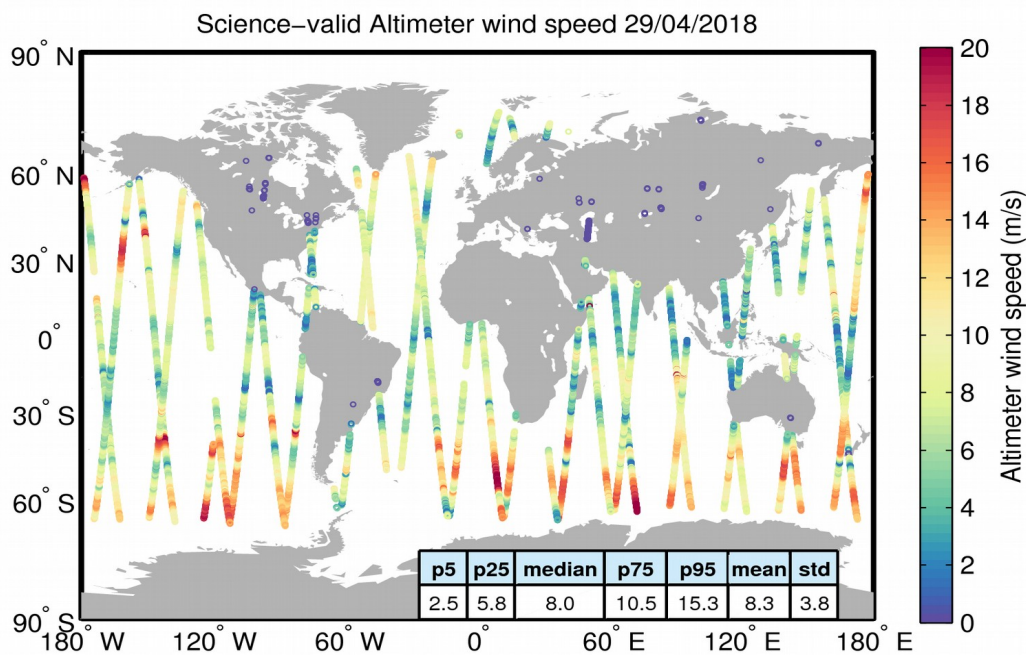 Science−valid Altimeter wind speed 29/04/2018
90° N
60° N
30° N
0°
30° S
60° S
90° S
180° W
120° W
60° W
0°
60° E
120° E
180° E
p5 p25 median p75 p95 mean std
2.5 5.8 8.0 10.5 15.3 8.3 3.8
20
18
16
14
12
10
8
6
4
2
0
Altimeter wind speed (m/s)